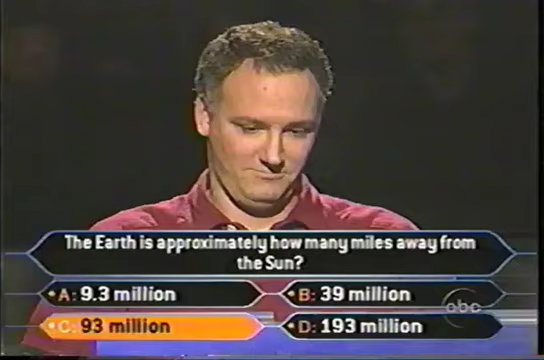 The Earth is approximately how many miles away from
the Sun?
A: 9.3 million
B: 39 million
C: 93 million
D: 193 million
abc